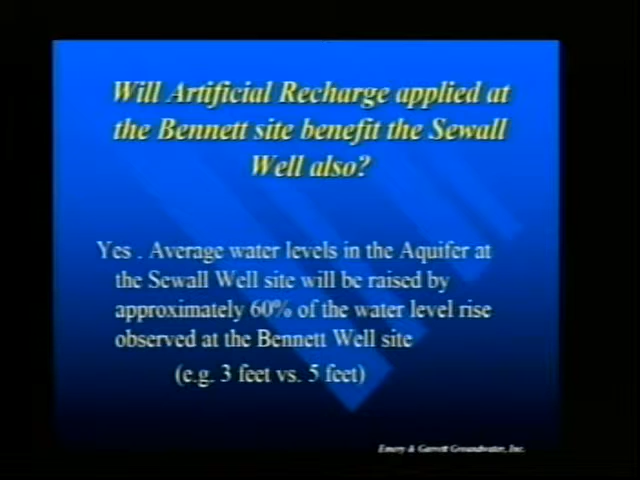 Will Artificial Recharge applied at
the Bennett site benefit the Sewall
Well also?
Yes . Average water levels in the Aquifer at
the Sewall Well site will be raised by
approximately 60% of the water level rise
observed at the Bennett Well site
(e.g. 3 feet vs. 5 feet)
Emery & Garrett Groundwater, Inc.